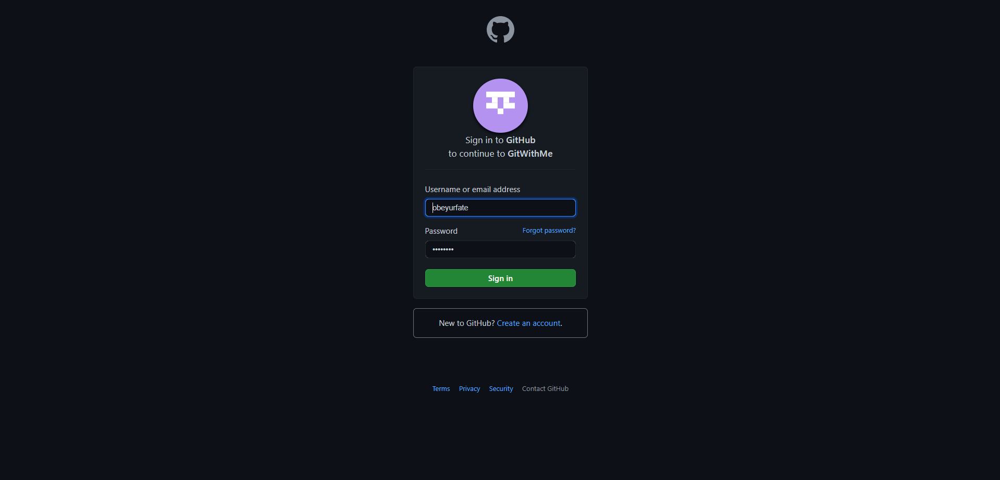 Sign in to GitHub
to continue to GitWithMe
Username or email address
obeyurfate
Password Forgot password?
••••••••
Sign in
New to GitHub? Create an account.
Terms Privacy Security Contact GitHub